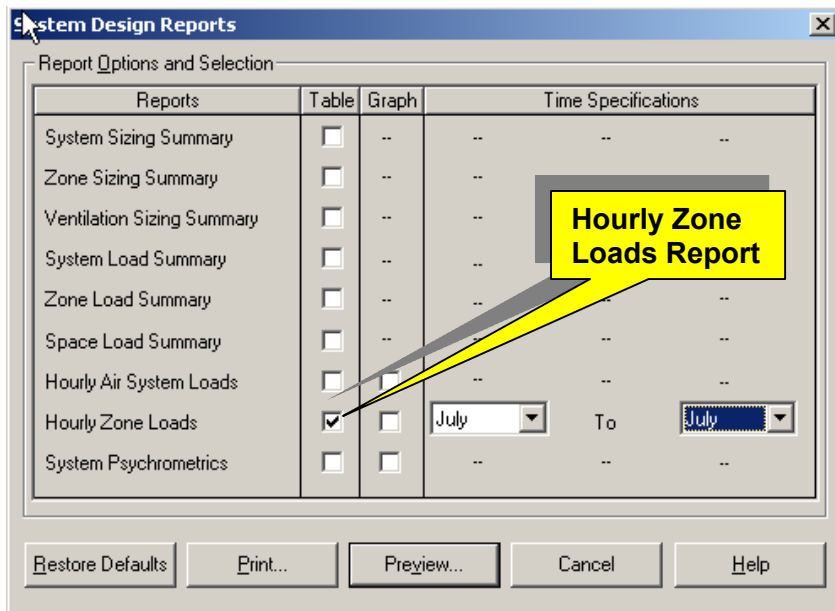 System Design Reports
Report Options and Selection
Reports Table Graph Time Specifications
System Sizing Summary -- -- -- --
Zone Sizing Summary -- --
Ventilation Sizing Summary -- --
System Load Summary -- --
Zone Load Summary -- -- -- --
Space Load Summary -- -- -- --
Hourly Air System Loads -- -- --
Hourly Zone Loads July To July
System Psychrometrics -- -- --
Hourly Zone
Loads Report
Restore Defaults Print... Preview... Cancel Help